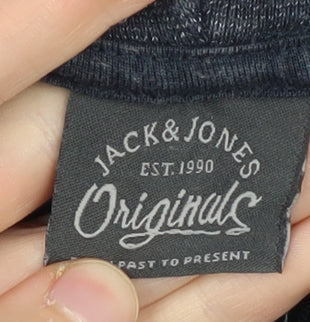 JACK&JONES
EST. 1990
Originals
PAST TO PRESENT